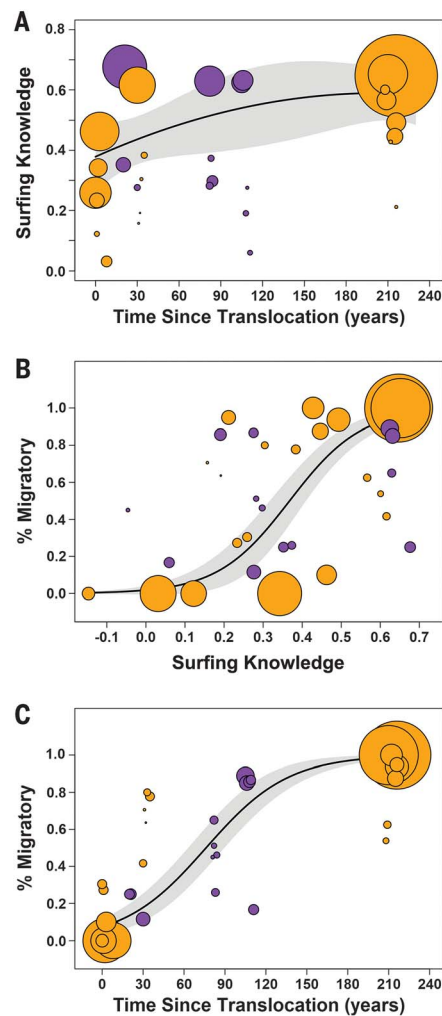 A
0.8
0.6
0.4
0.2
0.0
Surfing Knowledge
0 30 60 90 120 150 180 210 240
Time Since Translocation (years)
B
1.0
0.8
0.6
0.4
0.2
0.0
% Migratory
-0.1 0.0 0.1 0.2 0.3 0.4 0.5 0.6 0.7
Surfing Knowledge
C
1.0
0.8
0.6
0.4
0.2
0.0
% Migratory
0 30 60 90 120 150 180 210 240
Time Since Translocation (years)